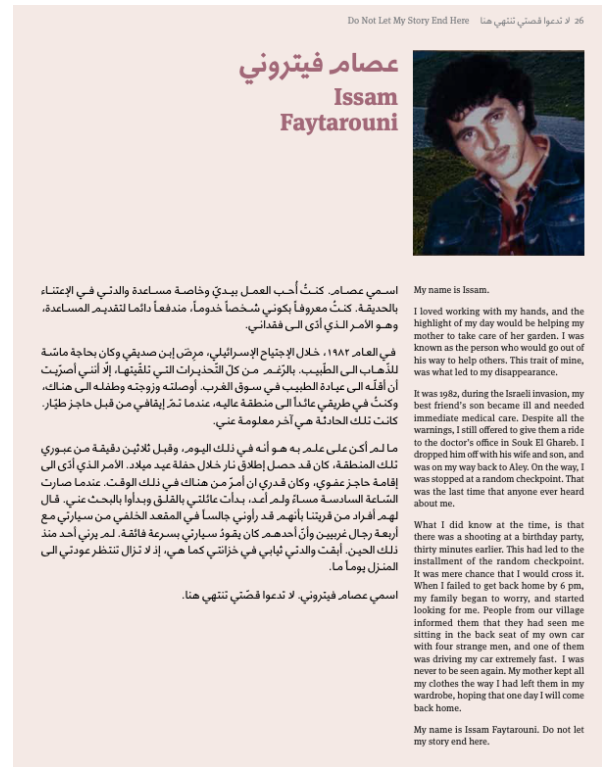 Do Not Let My Story End Here لا تدعوا قصتي تنتهي هنا 26
عصام فيتروني
Issam
Faytarouni
اسمي عصام. كنتُ أُحب العمل بيديّ وخاصة مساعدة والدتي في الإعتناء
بالحديقة. كنتُ معروفاً بكوني شخصاً خدوماً، مندفعاً دائما لتقديم المساعدة،
وهو الأمر الذي أدّى الى فقداني.
في العام ١٩٨٢، خلال الإجتياح الإسرائيلي، مرِضَ إبن صديقي وكان بحاجة ماسّة
للذّهاب الى الطّبيب. بالرّغم من كلّ التّحذيرات التي تلقّيتها، إلّا أنني أصرّيت
أن أقلّه الى عيادة الطبيب في سوق الغرب. أوصلته وزوجته وطفله الى هناك،
وكنتُ في طريقي عائداً الى منطقة عاليه، عندما تمّ إيقافي من قبل حاجز طيّار.
كانت تلك الحادثة هي آخر معلومة عني.
ما لم أكن على علم به هو أنه في ذلك اليوم، وقبل ثلاثين دقيقة من عبوري
تلك المنطقة، كان قد حصل إطلاق نار خلال حفلة عيد ميلاد. الأمر الذي أدّى الى
إقامة حاجز عفوي، وكان قدري ان أمرّ من هناك في ذلك الوقت. عندما صارت
السّاعة السادسة مساءً ولم أعد، بدأت عائلتي بالقلق وبدأوا بالبحث عني. قال
لهم أفراد من قريتنا بأنهم قد رأوني جالساً في المقعد الخلفي من سيارتي مع
أربعة رجال غريبين وأنّ أحدهم كان يقودُ سيارتي بسرعة فائقة. لم يرني أحد منذ
ذلك الحين. أبقت والدتي ثيابي في خزانتي كما هي، إذ لا تزال تنتظر عودتي الى
المنزل يوماً ما.
اسمي عصام فيتروني. لا تدعوا قصّتي تنتهي هنا.
My name is Issam.
I loved working with my hands, and the
highlight of my day would be helping my
mother to take care of her garden. I was
known as the person who would go out of
his way to help others. This trait of mine,
was what led to my disappearance.
It was 1982, during the Israeli invasion, my
best friend's son became ill and needed
immediate medical care. Despite all the
warnings, I still offered to give them a ride
to the doctor's office in Souk El Ghareb. I
dropped him off with his wife and son, and
was on my way back to Aley. On the way, I
was stopped at a random checkpoint. That
was the last time that anyone ever heard
about me.
What I did know at the time, is that
there was a shooting at a birthday party,
thirty minutes earlier. This had led to the
installment of the random checkpoint.
It was mere chance that I would cross it.
When I failed to get back home by 6 pm,
my family began to worry, and started
looking for me. People from our village
informed them that they had seen me
sitting in the back seat of my own car
with four strange men, and one of them
was driving my car extremely fast. I was
never to be seen again. My mother kept all
my clothes the way I had left them in my
wardrobe, hoping that one day I will come
back home.
My name is Issam Faytarouni. Do not let
my story end here.